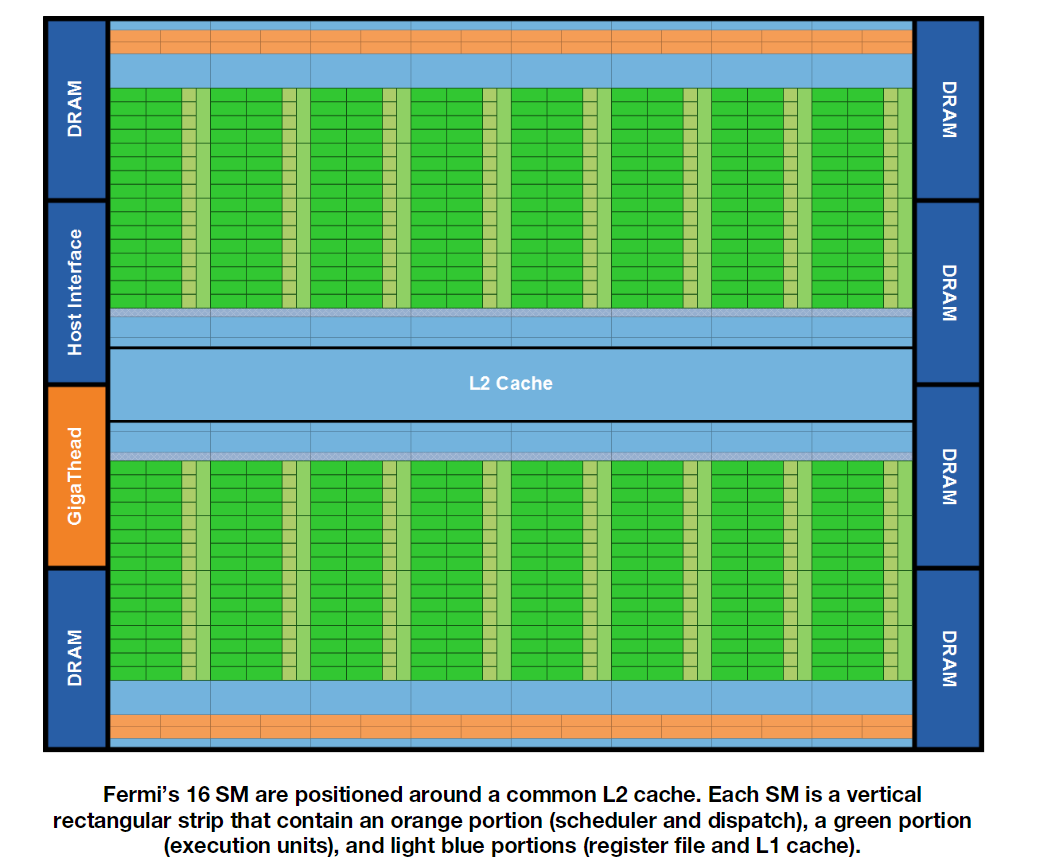 DRAM
Host Interface
GigaThead
DRAM
L2 Cache
DRAM
DRAM
DRAM
DRAM
Fermi’s 16 SM are positioned around a common L2 cache. Each SM is a vertical
rectangular strip that contain an orange portion (scheduler and dispatch), a green portion
(execution units), and light blue portions (register file and L1 cache).